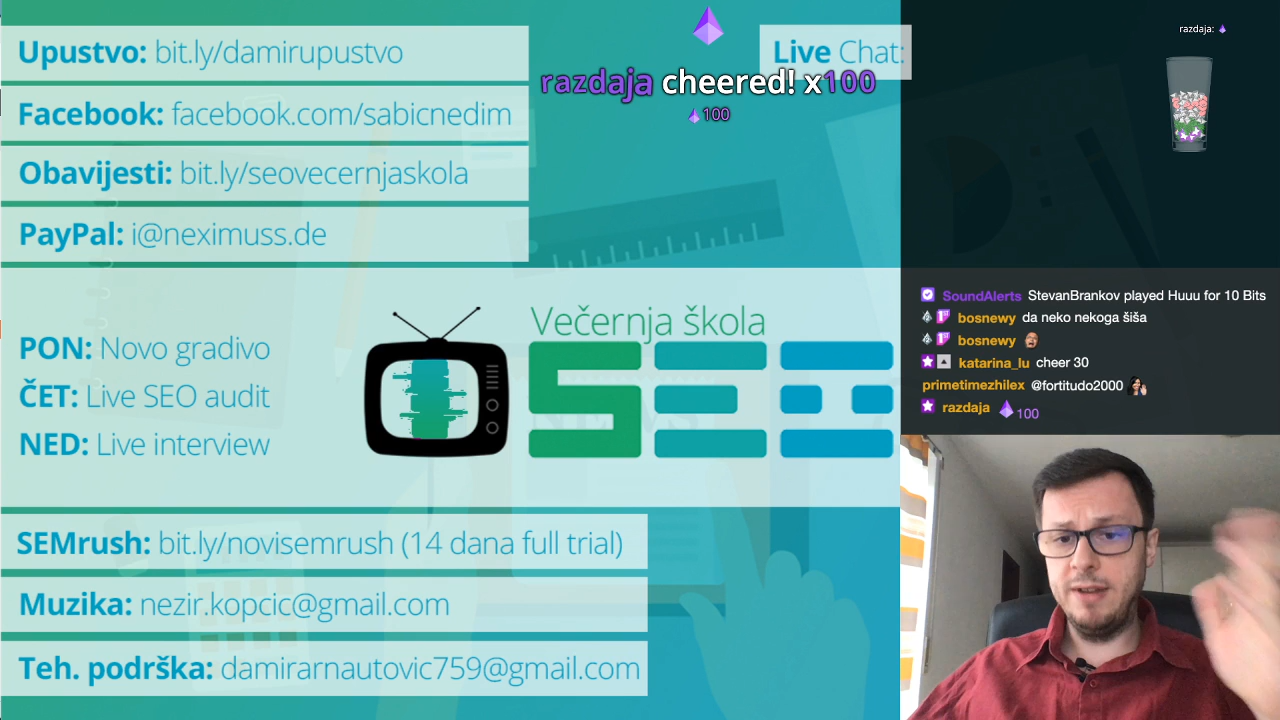 Upustvo: bit.ly/damirupustvo
Facebook: facebook.com/sabicnedim
Obavijesti: bit.ly/seovecernjaskola
PayPal: i@neximuss.de
Live Chat:
razdaja cheered! x100
100
razdaja:
PON: Novo gradivo
ČET: Live SEO audit
NED: Live interview
Večernja škola
SEO
NEWS
SoundAlerts StevanBrankov played Huuu for 10 Bits
bosnewy da neko nekoga šiša
bosnewy
katarina_lu cheer 30
primetimezhilex @fortitudo2000
razdaja 100
SEMrush: bit.ly/novisemrush (14 dana full trial)
Muzika: nezir.kopcic@gmail.com
Teh. podrška: damirarnautovic759@gmail.com